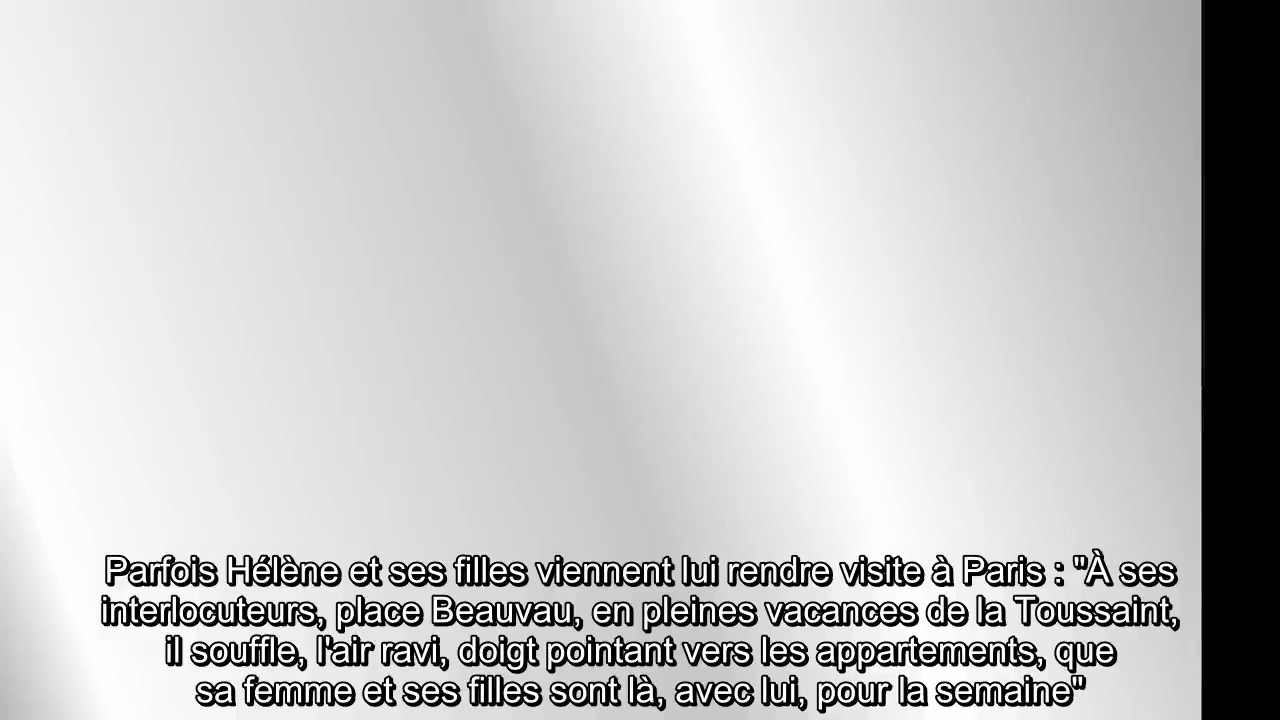 Parfois Hélène et ses filles viennent lui rendre visite à Paris : "À ses
interlocuteurs, place Beauvau, en pleines vacances de la Toussaint,
il souffle, l'air ravi, doigt pointant vers les appartements, que
sa femme et ses filles sont là, avec lui, pour la semaine"